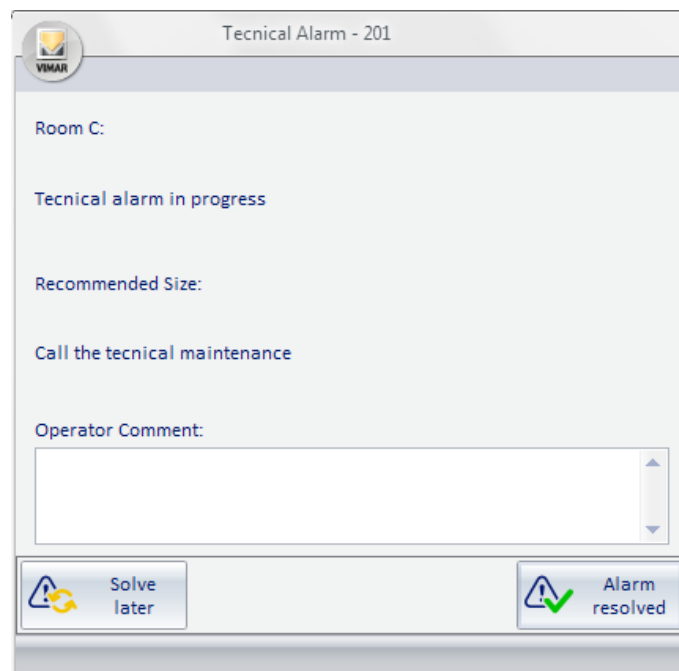 Tecnical Alarm - 201
VIMAR
Room C:
Tecnical alarm in progress
Recommended Size:
Call the tecnical maintenance
Operator Comment:
Solve
later
Alarm
resolved